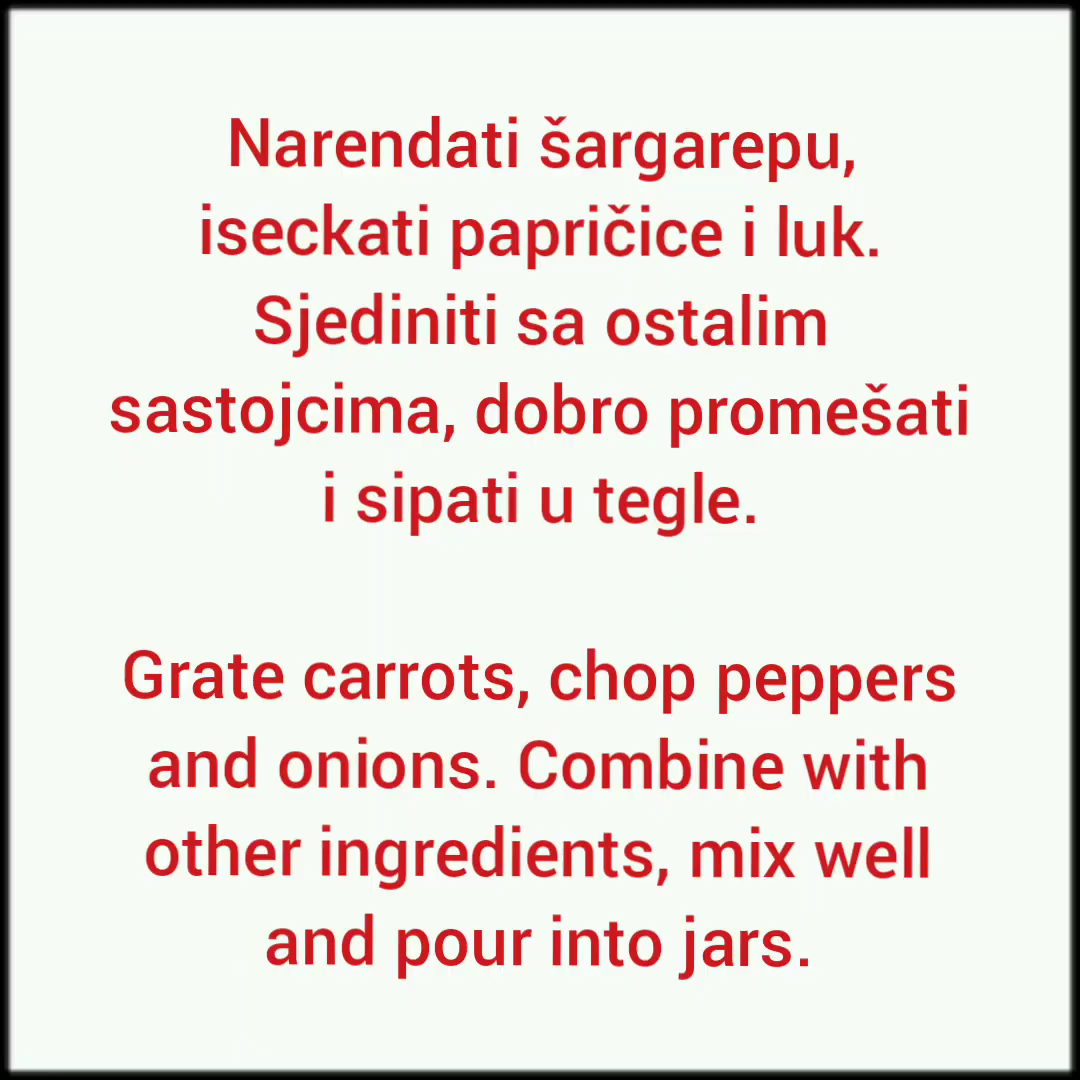 Narendati šargarepu,
iseckati papričice i luk.
Sjediniti sa ostalim
sastojcima, dobro promešati
i sipati u tegle.
Grate carrots, chop peppers
and onions. Combine with
other ingredients, mix well
and pour into jars.